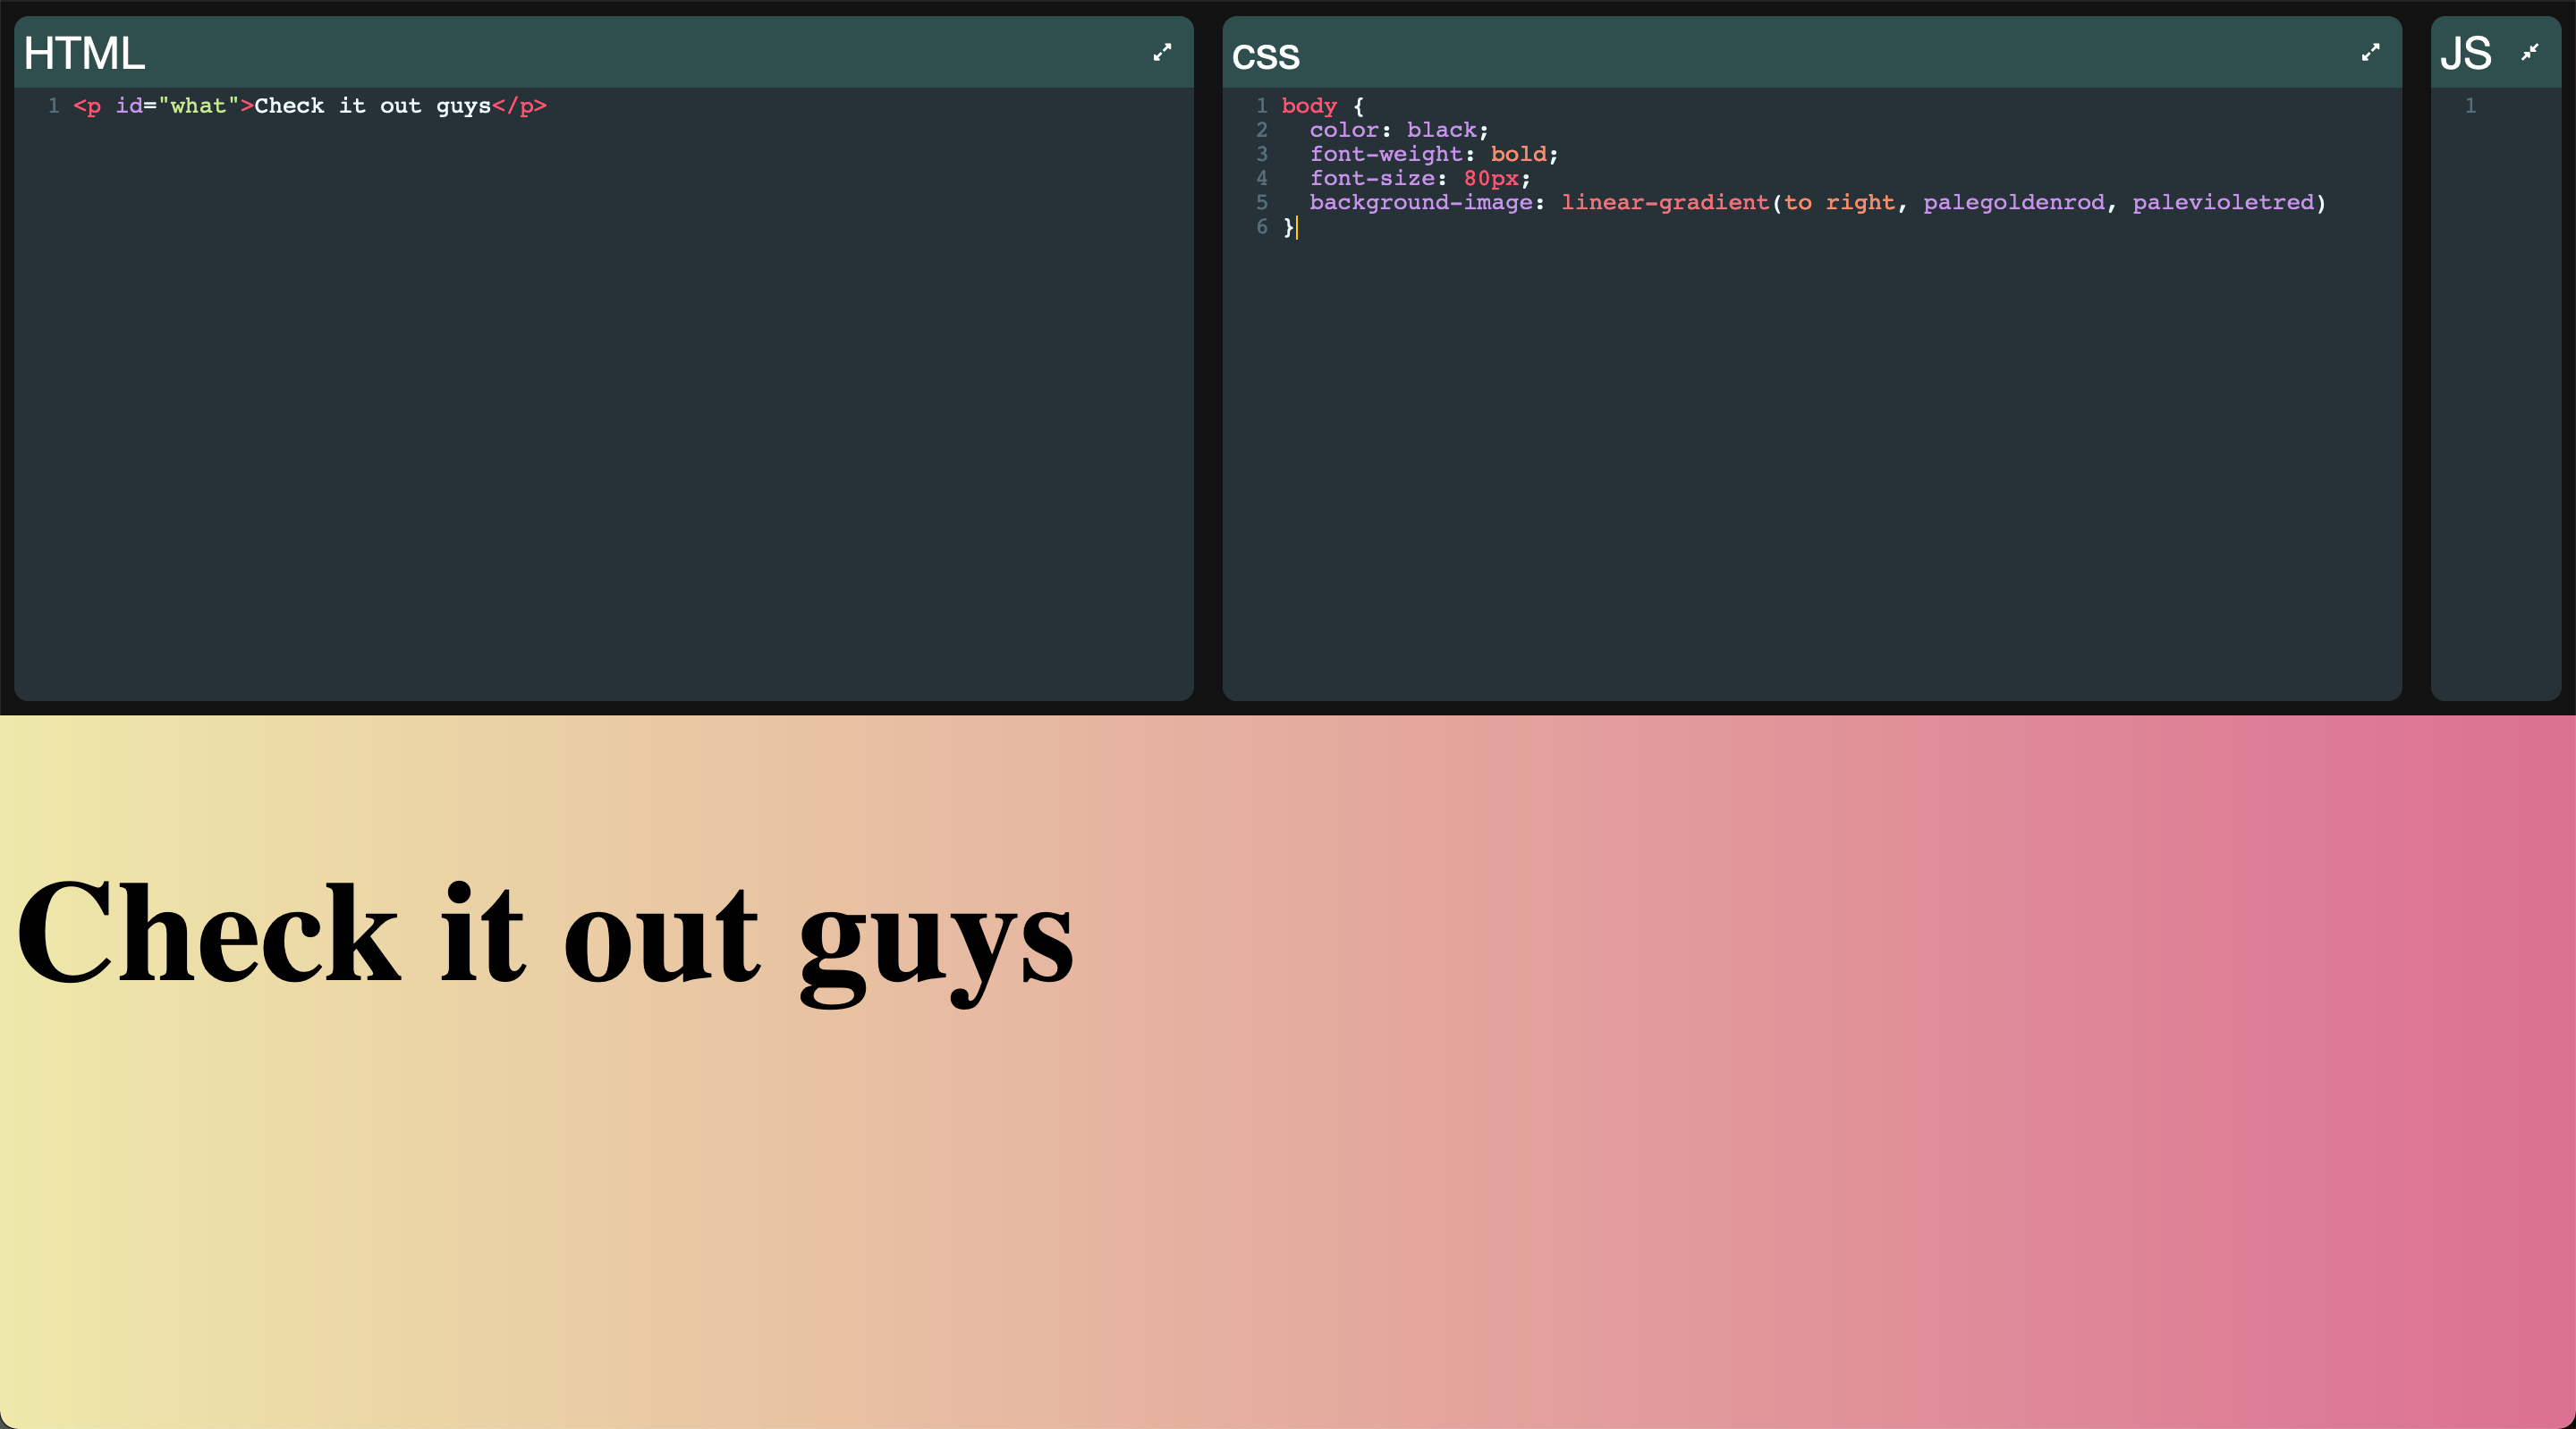 HTML
1 <p id="what">Check it out guys</p>
css
1 body {
2   color: black;
3   font-weight: bold;
4   font-size: 80px;
5   background-image: linear-gradient(to right, palegoldenrod, palevioletred)
6 }
JS
1
Check it out guys